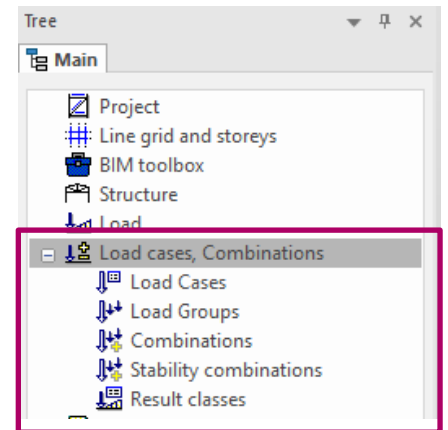 Tree
Main
Project
Line grid and storeys
BIM toolbox
Structure
Load
Load cases, Combinations
Load Cases
Load Groups
Combinations
Stability combinations
Result classes